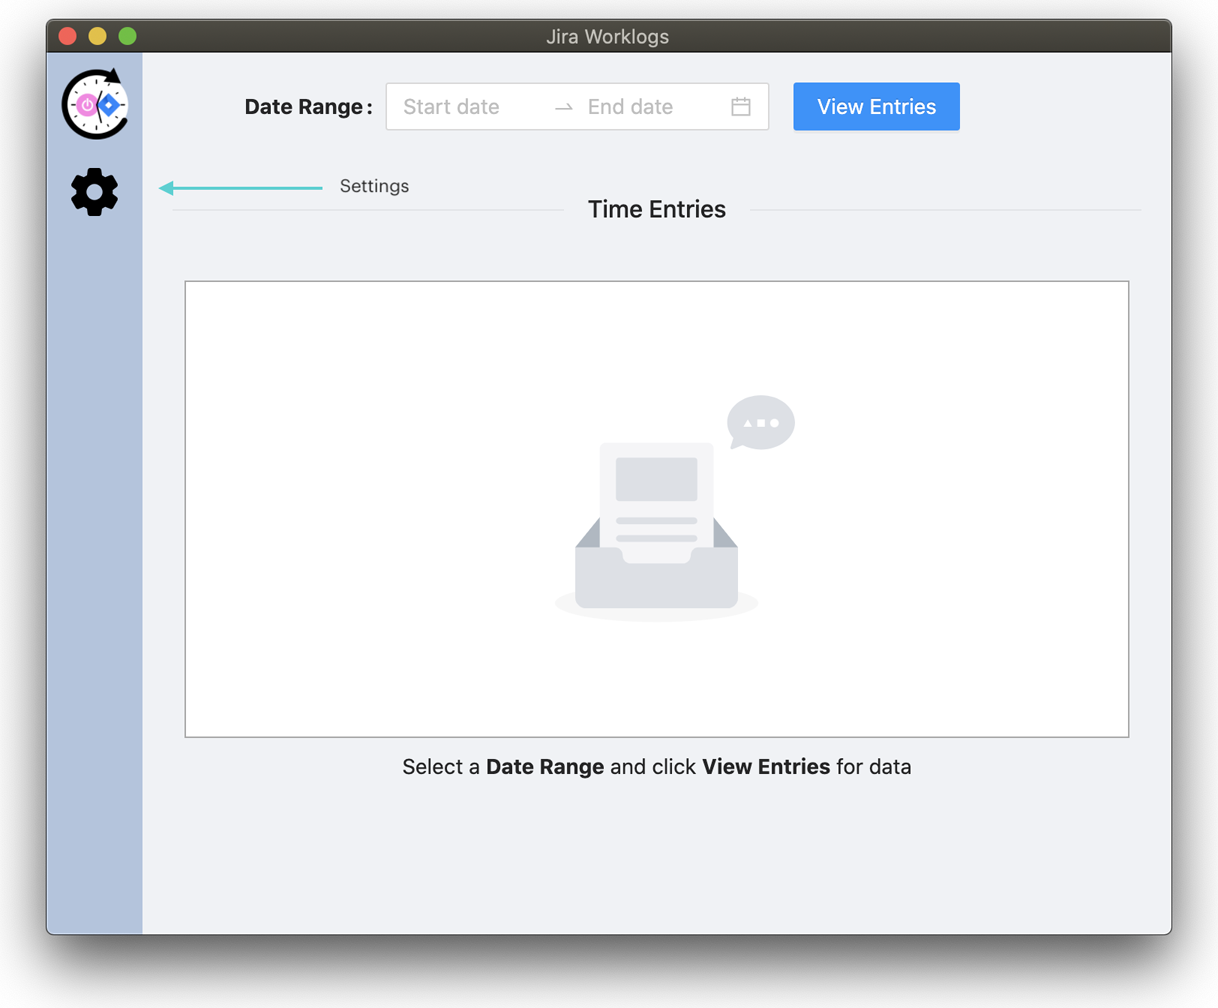 Jira Worklogs
Date Range : Start date End date View Entries
Settings
Time Entries
Select a Date Range and click View Entries for data